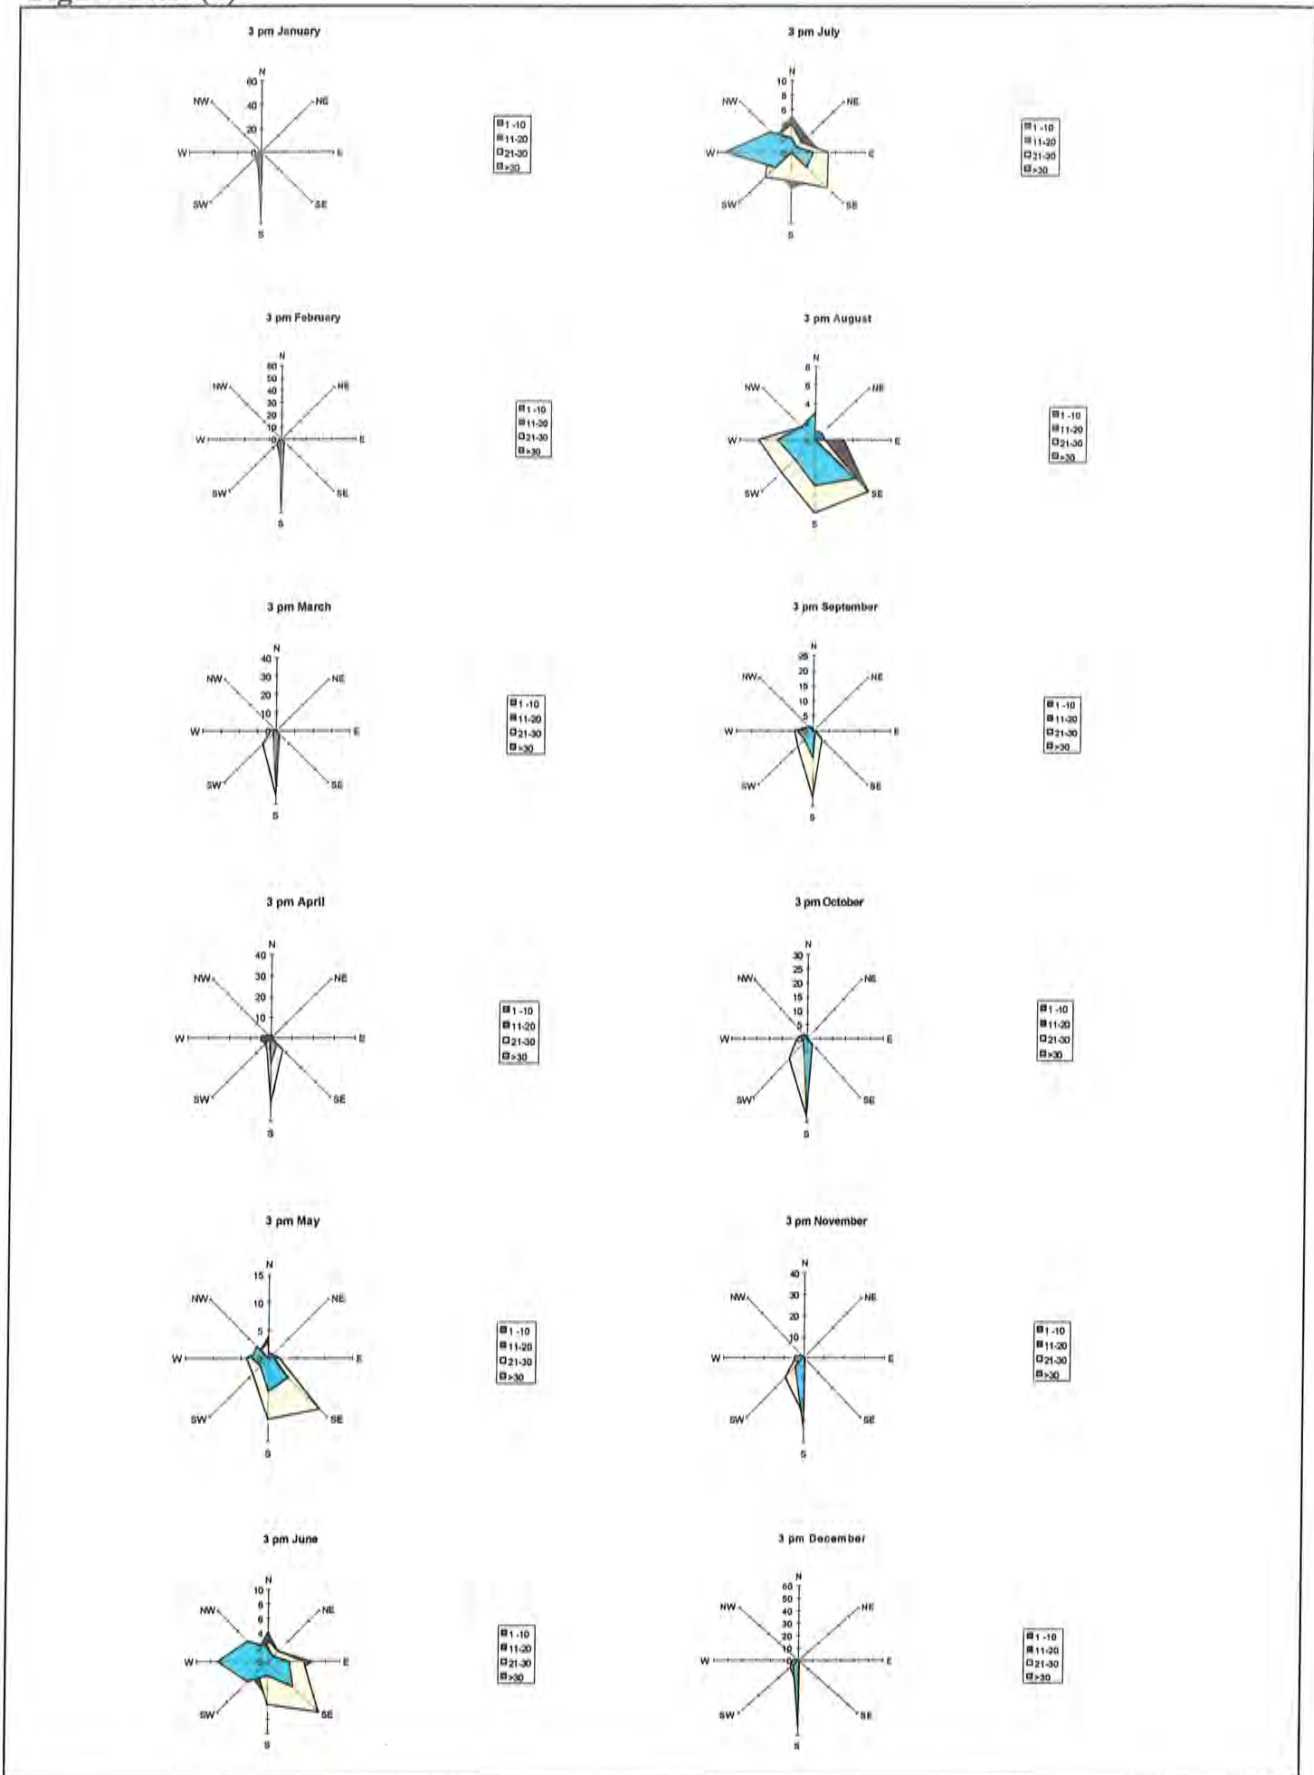 3 pm January
N
60
40
20
0
NW
NE
W
E
SW
SE
S
1 -10
11-20
21-30
>30
3 pm July
N
10
8
6
NW
NE
W
E
SW
SE
S
1 -10
11-20
21-30
>30
3 pm February
N
60
50
40
30
20
10
0
NW
NE
W
E
SW
SE
S
1 -10
11-20
21-30
>30
3 pm August
N
8
6
4
NW
NE
W
E
SW
SE
S
1 -10
11-20
21-30
>30
3 pm March
N
40
30
20
10
0
NW
NE
W
E
SW
SE
S
1 -10
11-20
21-30
>30
3 pm September
N
25
20
15
10
5
NW
NE
W
E
SW
SE
S
1 -10
11-20
21-30
>30
3 pm April
N
40
30
20
10
NW
NE
W
E
SW
SE
S
1 -10
11-20
21-30
>30
3 pm October
N
30
25
20
15
10
5
NW
NE
W
E
SW
SE
S
1 -10
11-20
21-30
>30
3 pm May
N
15
10
5
NW
NE
W
E
SW
SE
S
1 -10
11-20
21-30
>30
3 pm November
N
40
30
20
10
NW
NE
W
E
SW
SE
S
1 -10
11-20
21-30
>30
3 pm June
N
10
8
6
4
NW
NE
W
E
SW
SE
S
1 -10
11-20
21-30
>30
3 pm December
N
60
50
40
30
20
10
0
NW
NE
W
E
SW
SE
S
1 -10
11-20
21-30
>30